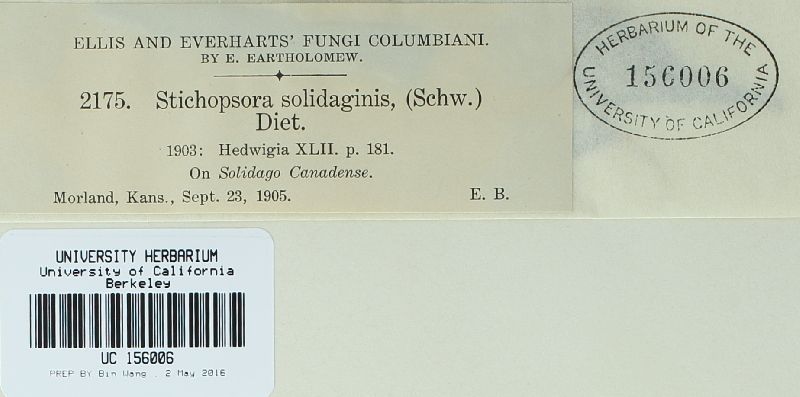 ELLIS AND EVERHARTS' FUNGI COLUMBIANI.
BY E. EARTHOLOMEW.
2175. Stichopsora solidaginis, (Schw.)
Diet.
1903: Hedwigia XLII. p. 181.
On Solidago Canadense.
Morland, Kans., Sept. 23, 1905. E. B.
HERBARIUM OF THE
156006
UNIVERSITY OF CALIFORNIA
UNIVERSITY HERBARIUM
University of California
Berkeley
UC 156006
PREP BY Bin Wang . 2 May 2016